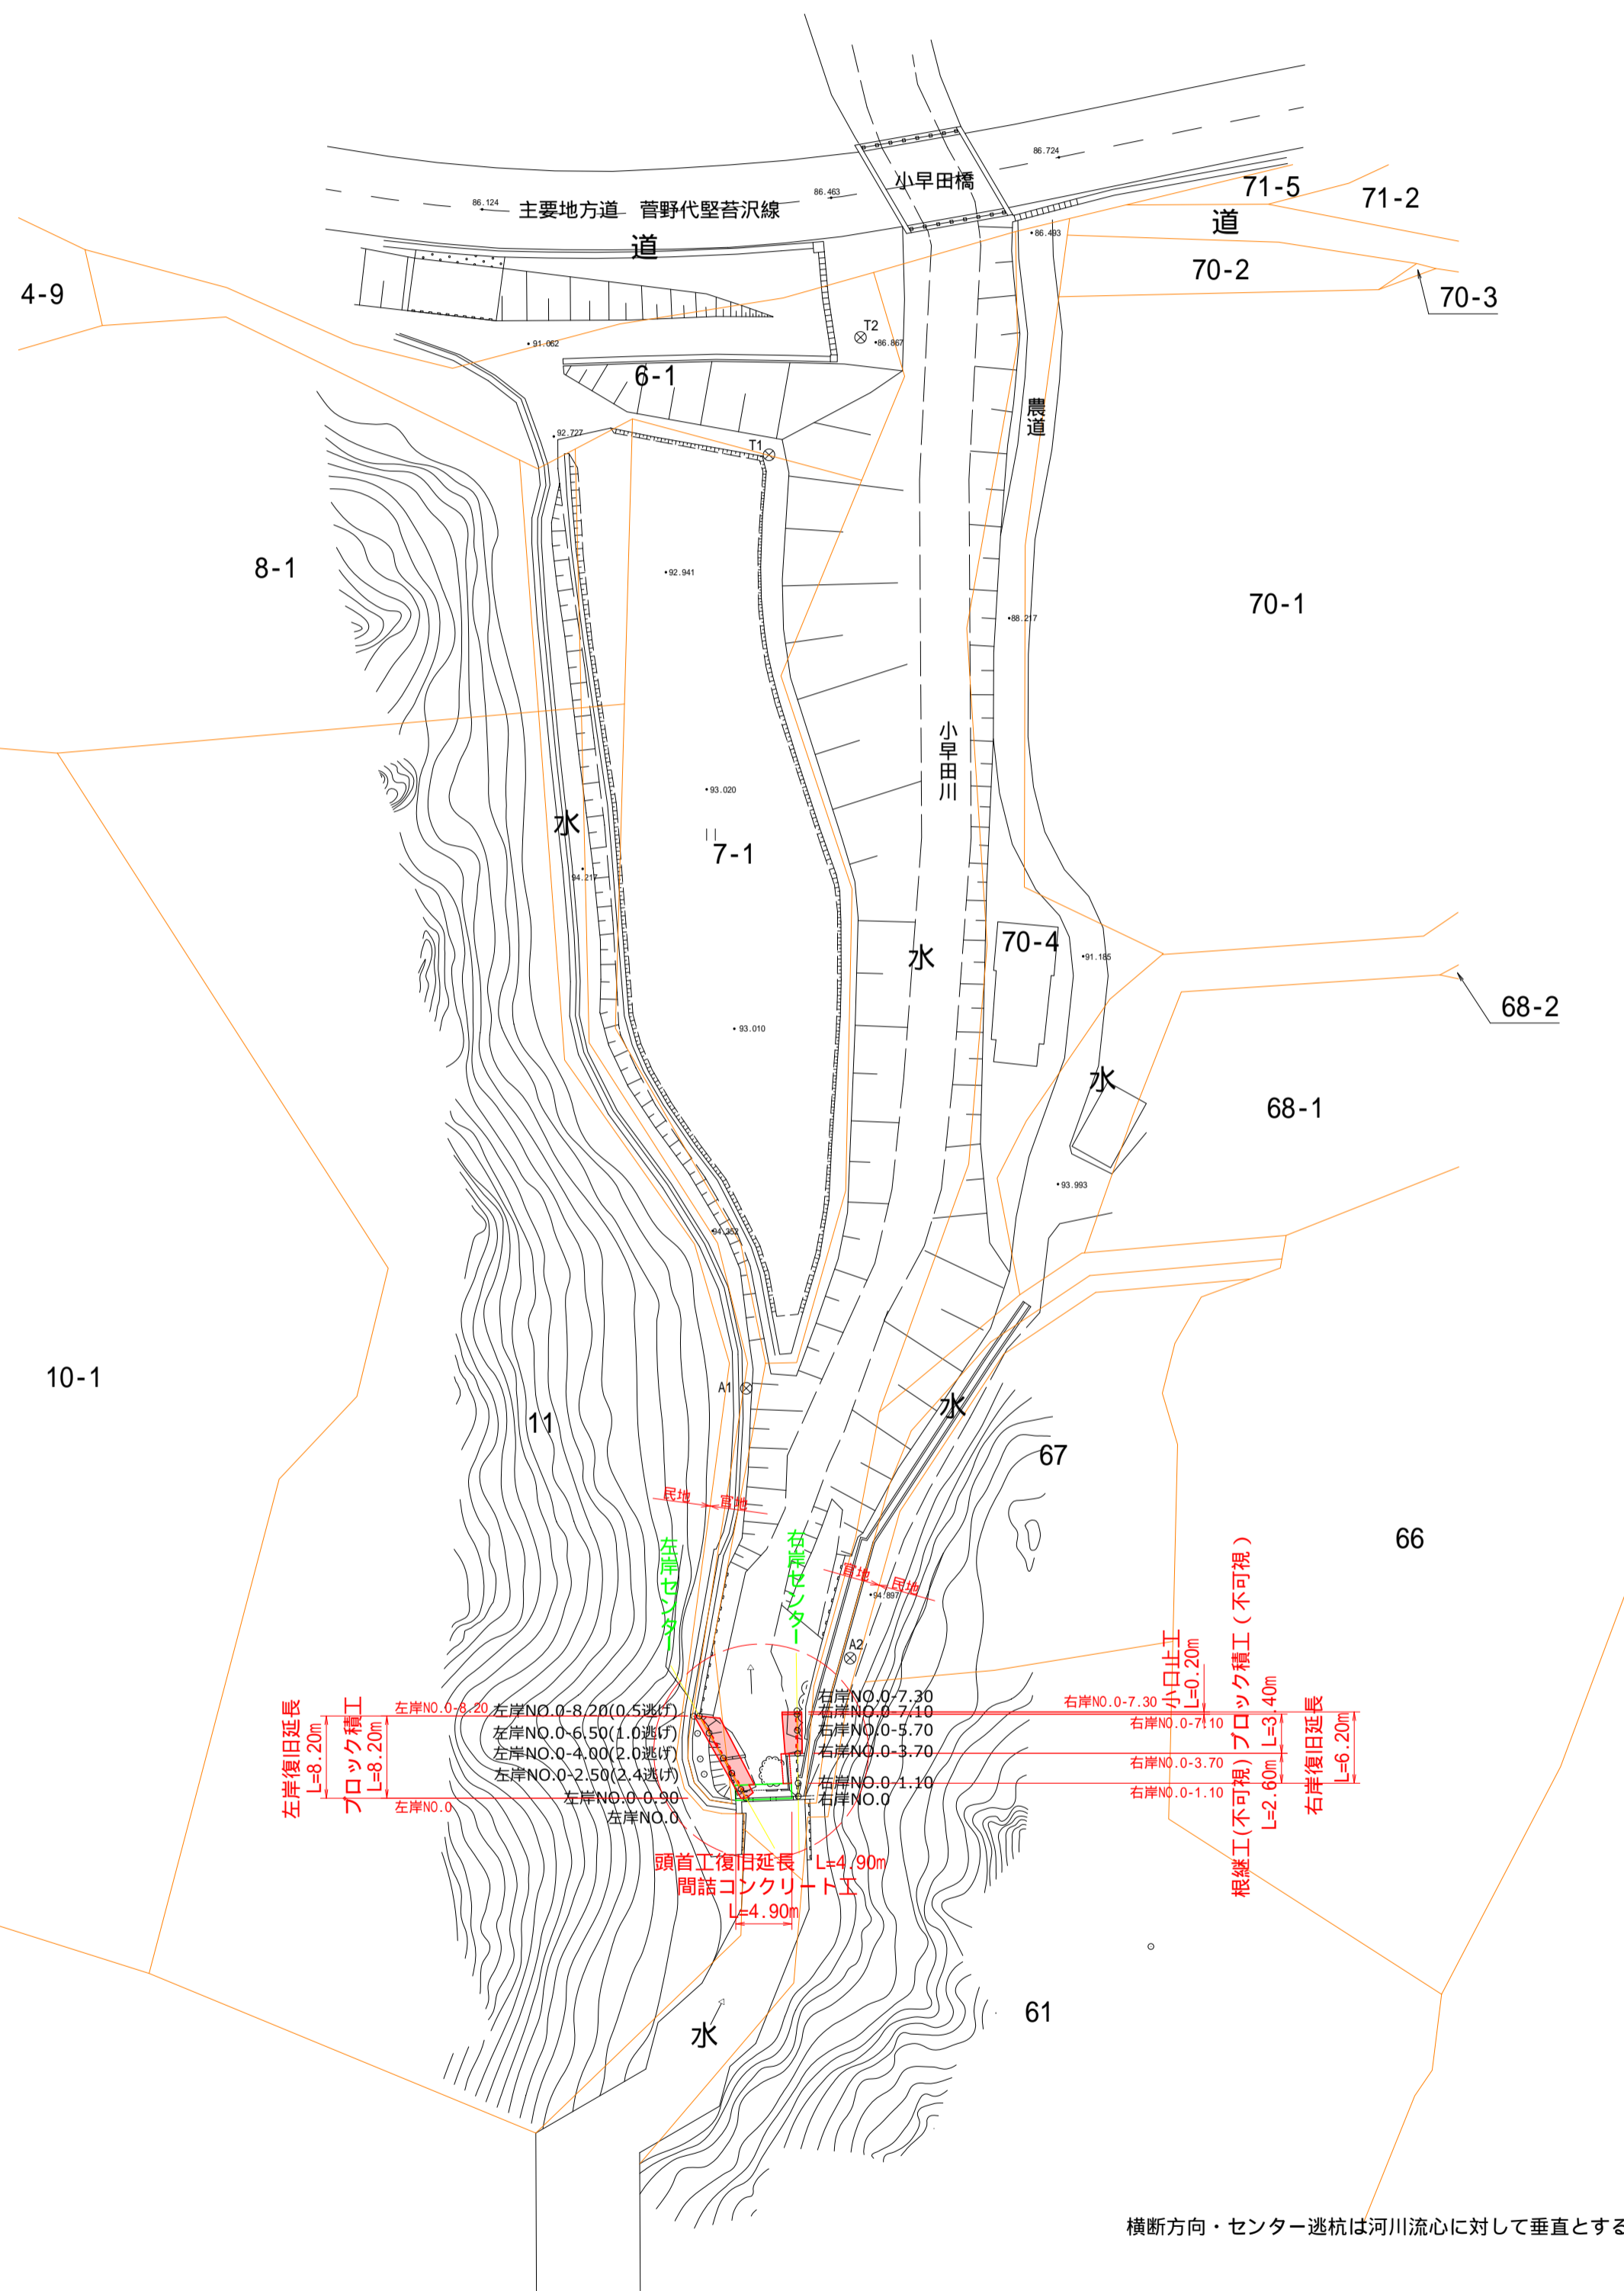 小早田橋
86.724
86.463
86.124
主要地方道 菅野代堅苔沢線
道
71-5
71-2
道
86.493
70-2
70-3
4-9
T2
86.867
91.062
6-1
農道
92.727
T1
8-1
92.941
70-1
88.217
小早田川
93.020
水
7-1
94.217
水
70-4
91.185
68-2
93.010
水
68-1
93.993
94.252
10-1
A1
水
11
67
民地
官地
左岸センター
右岸センター
66
官地
民地
94.897
A2
小口止工
L=0.20m
ブロック積工(不可視)
L=3.40m
根継工(不可視)
L=2.60m
右岸復旧延長
L=6.20m
左岸復旧延長
L=8.20m
ブロック積工
L=8.20m
左岸NO.0-8.20
左岸NO.0-8.20(0.5逃げ)
左岸NO.0-6.50(1.0逃げ)
左岸NO.0-4.00(2.0逃げ)
左岸NO.0-2.50(2.4逃げ)
左岸NO.0-0.90
左岸NO.0
左岸NO.0
右岸NO.0-7.30
右岸NO.0-7.10
右岸NO.0-5.70
右岸NO.0-3.70
右岸NO.0-1.10
右岸NO.0
右岸NO.0-7.30
右岸NO.0-7.10
右岸NO.0-3.70
右岸NO.0-1.10
頭首工復旧延長 L=4.90m
間詰コンクリート工
L=4.90m
水
61
横断方向・センター逃杭は河川流心に対して垂直とする